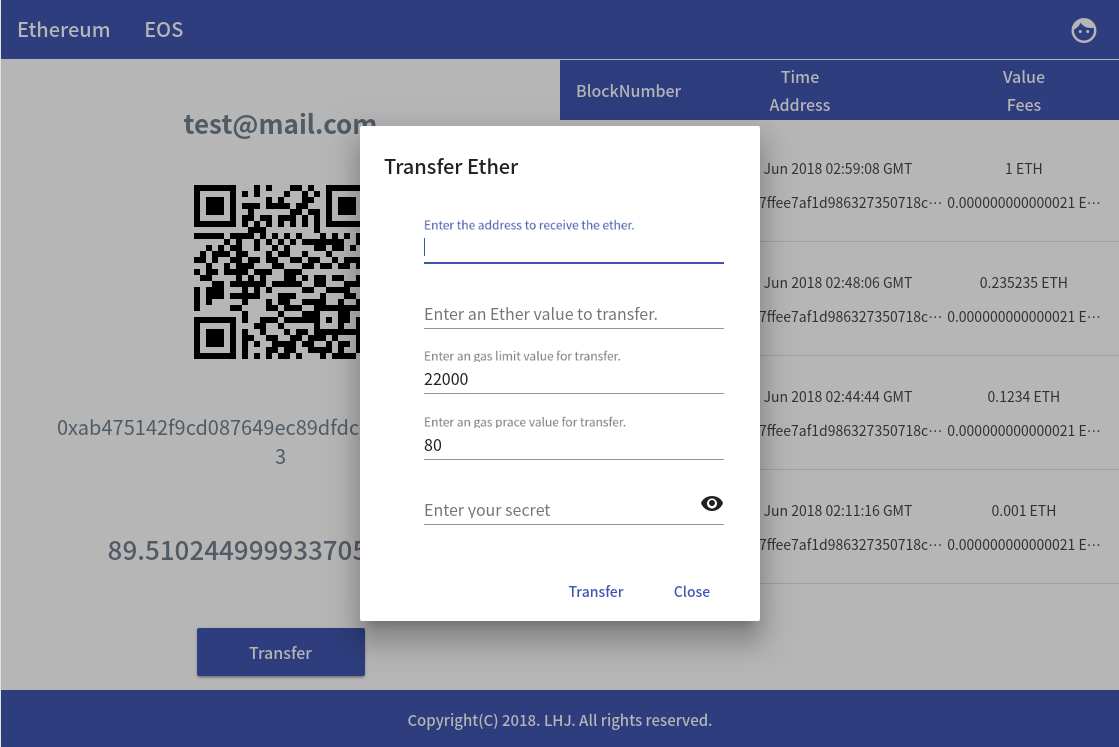 Ethereum EOS
BlockNumber Time Value
Address Fees
test@mail.com
Transfer Ether
Enter the address to receive the ether.
Enter an Ether value to transfer.
Enter an gas limit value for transfer.
22000
Enter an gas prace value for transfer.
80
Enter your secret
Transfer Close
0xab475142f9cd087649ec89dfdc
3
89.510244999933705
Transfer
Jun 2018 02:59:08 GMT 1 ETH
7ffee7af1d986327350718c… 0.000000000000021 E…
Jun 2018 02:48:06 GMT 0.235235 ETH
7ffee7af1d986327350718c… 0.000000000000021 E…
Jun 2018 02:44:44 GMT 0.1234 ETH
7ffee7af1d986327350718c… 0.000000000000021 E…
Jun 2018 02:11:16 GMT 0.001 ETH
7ffee7af1d986327350718c… 0.000000000000021 E…
Copyright(C) 2018. LHJ. All rights reserved.